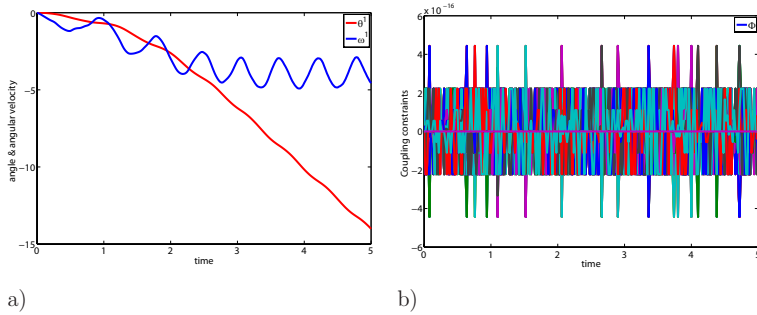 θ¹
ω¹
0
−5
−10
−15
0 1 2 3 4 5
angle & angular velocity
time
a)
x 10⁻¹⁶
Φ
6
4
2
0
−2
−4
−6
0 1 2 3 4 5
Coupling constraints
time
b)